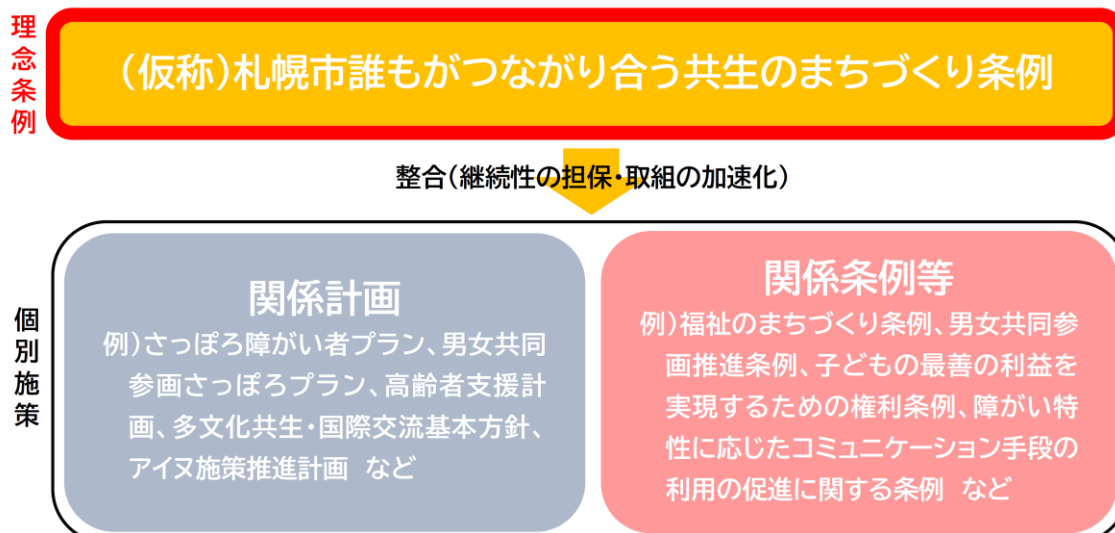 理念条例
（仮称）札幌市誰もがつながり合う共生のまちづくり条例
整合（継続性の担保・取組の加速化）
個別施策
関係計画
例）さっぽろ障がい者プラン、男女共同
参画さっぽろプラン、高齢者支援計
画、多文化共生・国際交流基本方針、
アイヌ施策推進計画　など
関係条例等
例）福祉のまちづくり条例、男女共同参
画推進条例、子どもの最善の利益を
実現するための権利条例、障がい特
性に応じたコミュニケーション手段の
利用の促進に関する条例　など